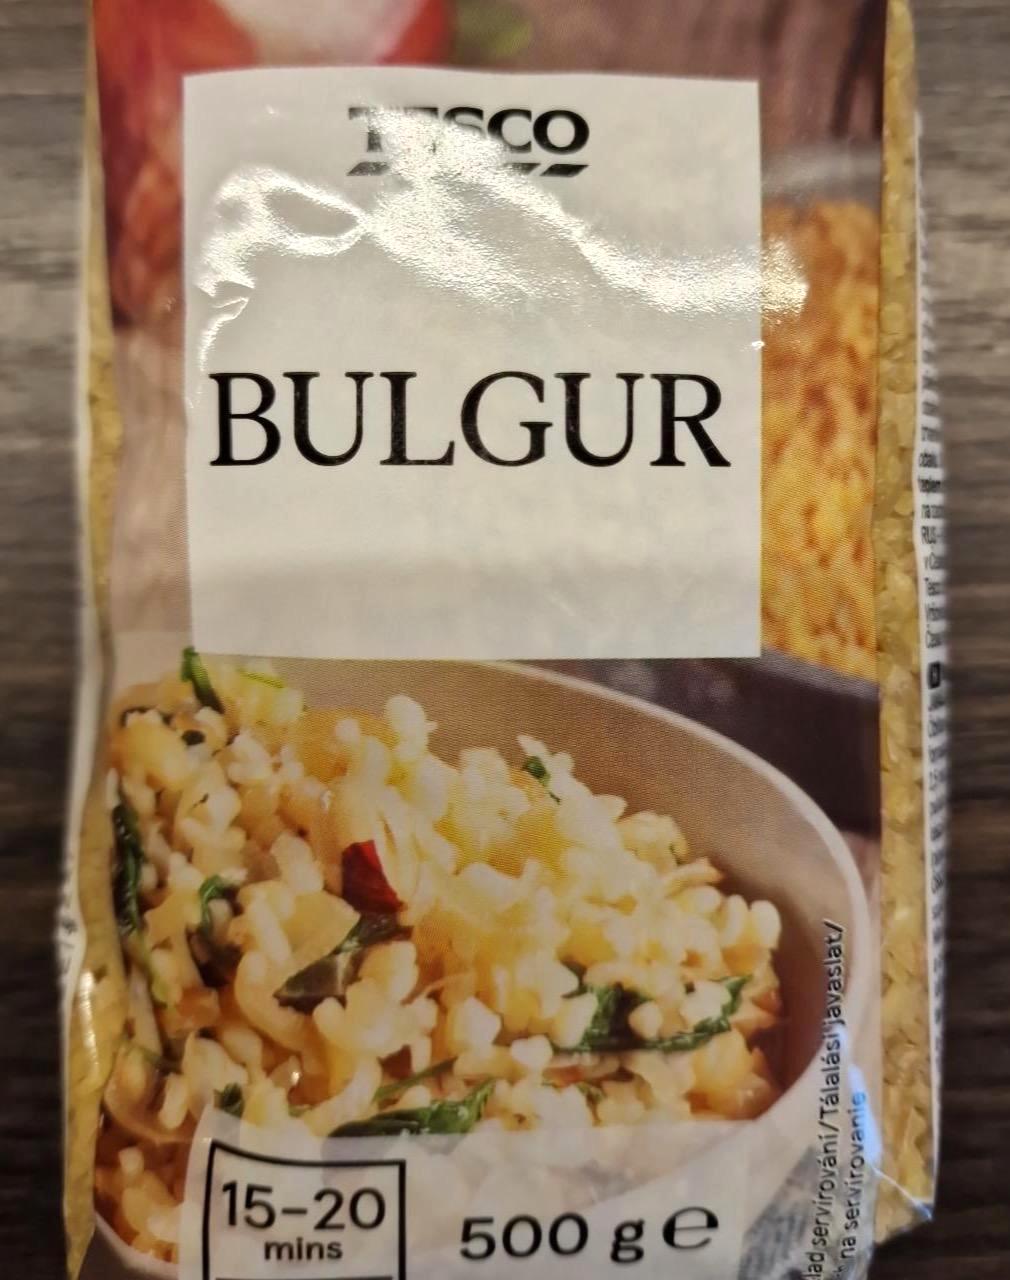 TESCO
BULGUR
15-20
mins
500 g e
servírování/Tálalási javaslat/
na servírovanie